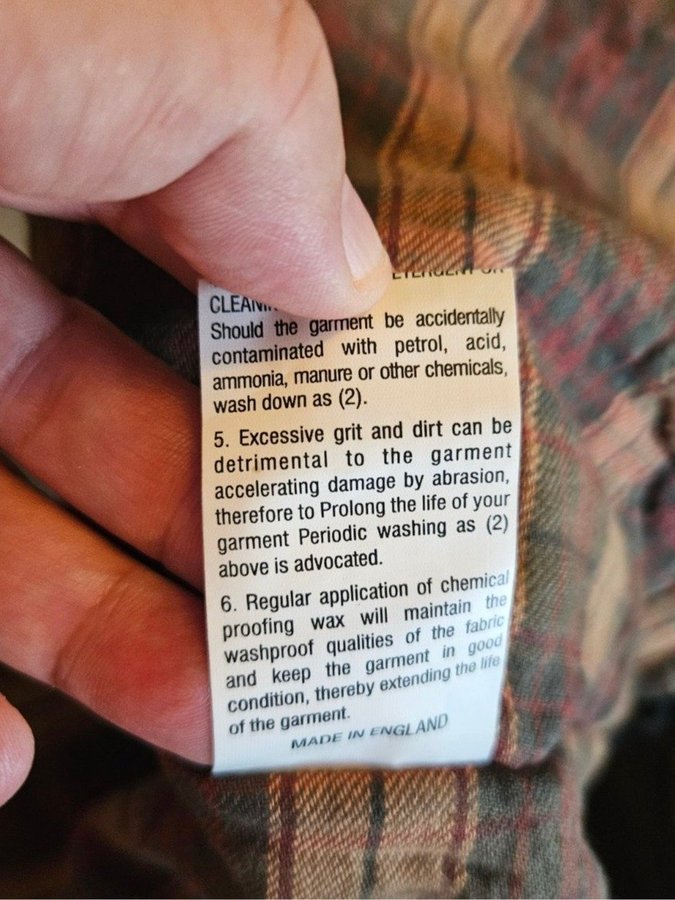 Should the garment be accidentally
contaminated with petrol, acid,
ammonia, manure or other chemicals,
wash down as (2).
5. Excessive grit and dirt can be
detrimental to the garment
accelerating damage by abrasion,
therefore to Prolong the life of your
garment Periodic washing as (2)
above is advocated.
6. Regular application of chemical
proofing wax will maintain the
washproof qualities of the fabric
and keep the garment in good
condition, thereby extending the life
of the garment.
MADE IN ENGLAND